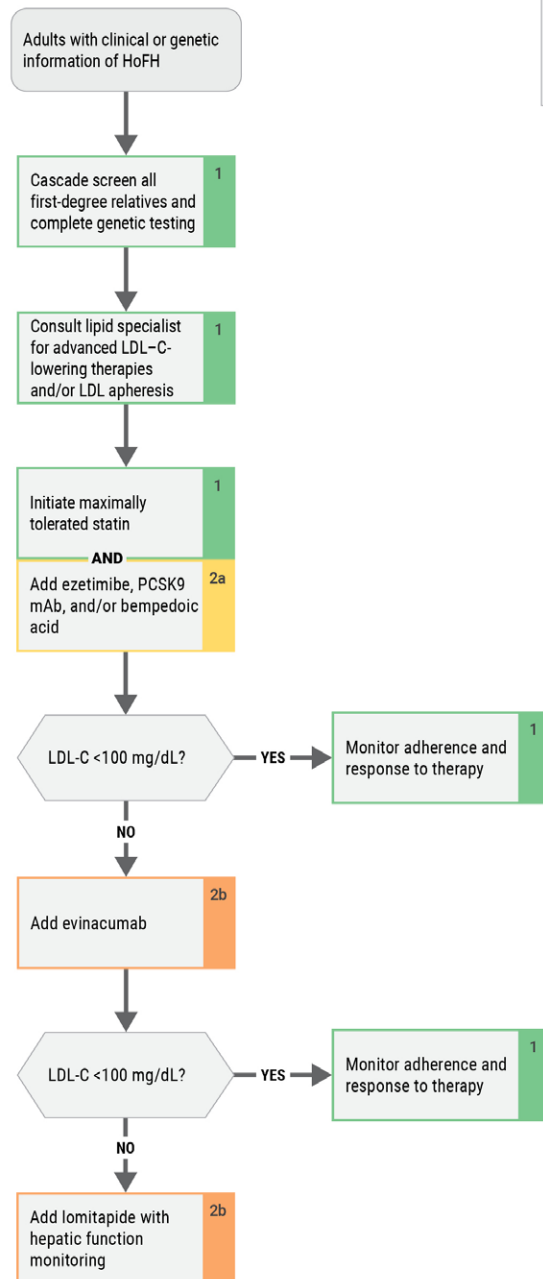 Adults with clinical or genetic
information of HoFH
Cascade screen all
first-degree relatives and
complete genetic testing
1
Consult lipid specialist
for advanced LDL–C-
lowering therapies
and/or LDL apheresis
1
Initiate maximally
tolerated statin
1
AND
Add ezetimibe, PCSK9
mAb, and/or bempedoic
acid
2a
LDL-C <100 mg/dL?
YES
Monitor adherence and
response to therapy
1
NO
Add evinacumab
2b
LDL-C <100 mg/dL?
YES
Monitor adherence and
response to therapy
1
NO
Add lomitapide with
hepatic function
monitoring
2b